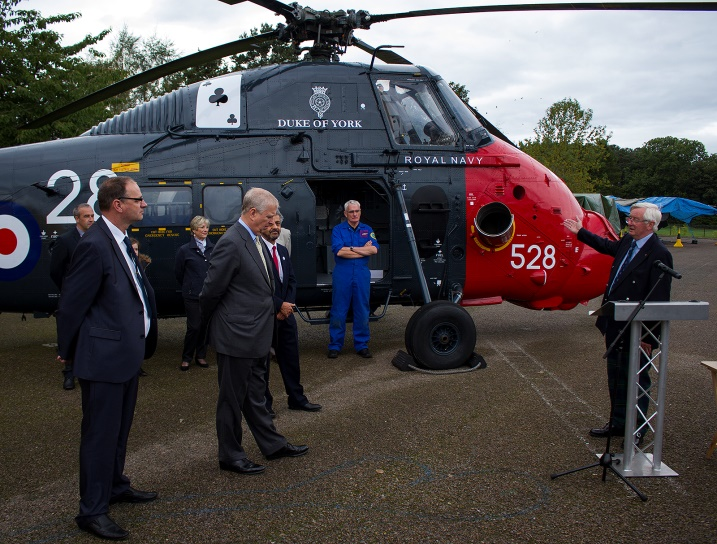 DUKE OF YORK
ROYAL NAVY
28
528